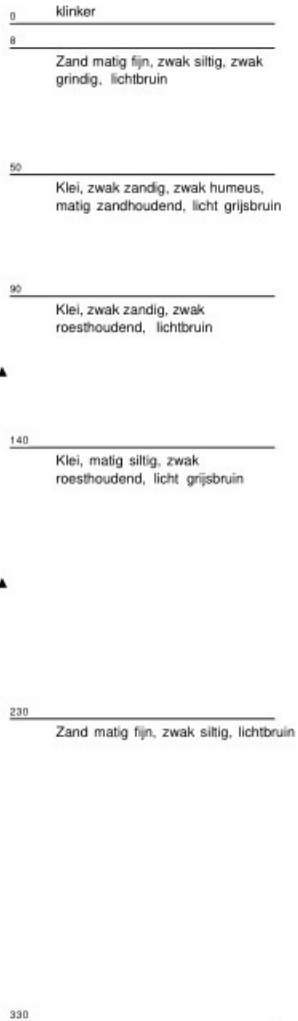 0 klinker
8
Zand matig fijn, zwak siltig, zwak
grindig, lichtbruin
50
Klei, zwak zandig, zwak humeus,
matig zandhoudend, licht grijsbruin
90
Klei, zwak zandig, zwak
roesthoudend, lichtbruin
140
Klei, matig siltig, zwak
roesthoudend, licht grijsbruin
230
Zand matig fijn, zwak siltig, lichtbruin
330